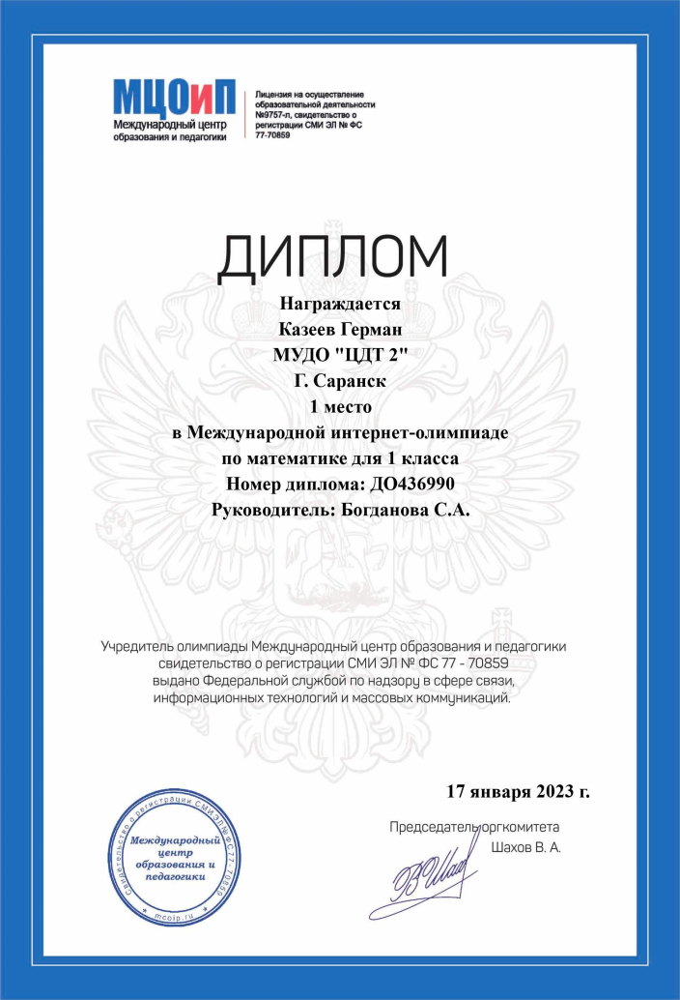 МЦОиП
Международный центр
образования и педагогики
Лицензия на осуществление
образовательной деятельности
№9757-л, свидетельство о
регистрации СМИ ЭЛ № ФС
77-70859
ДИПЛОМ
Награждается
Казеев Герман
МУДО "ЦДТ 2"
Г. Саранск
1 место
в Международной интернет-олимпиаде
по математике для 1 класса
Номер диплома: ДО436990
Руководитель: Богданова С.А.
Учредитель олимпиады Международный центр образования и педагогики
свидетельство о регистрации СМИ ЭЛ № ФС 77 - 70859
выдано Федеральной службой по надзору в сфере связи,
информационных технологий и массовых коммуникаций.
17 января 2023 г.
Председатель оргкомитета
Шахов В. А.
ВШах
Свидетельство о регистрации СМИ ЭЛ № ФС 77-70859
Международный
центр
образования и
педагогики
* mcoip.ru *